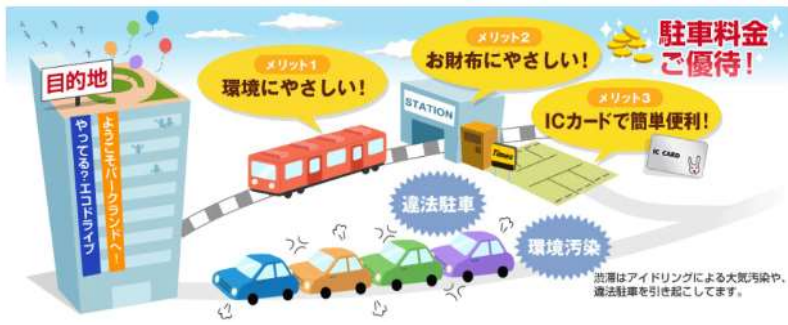 目的地
ようこそパークランドへ!
やってる?エコドライブ
メリット1
環境にやさしい!
メリット2
お財布にやさしい!
駐車料金
ご優待!
メリット3
ICカードで簡単便利!
STATION
Times
IC CARD
違法駐車
環境汚染
渋滞はアイドリングによる大気汚染や、
違法駐車を引き起こしてます。